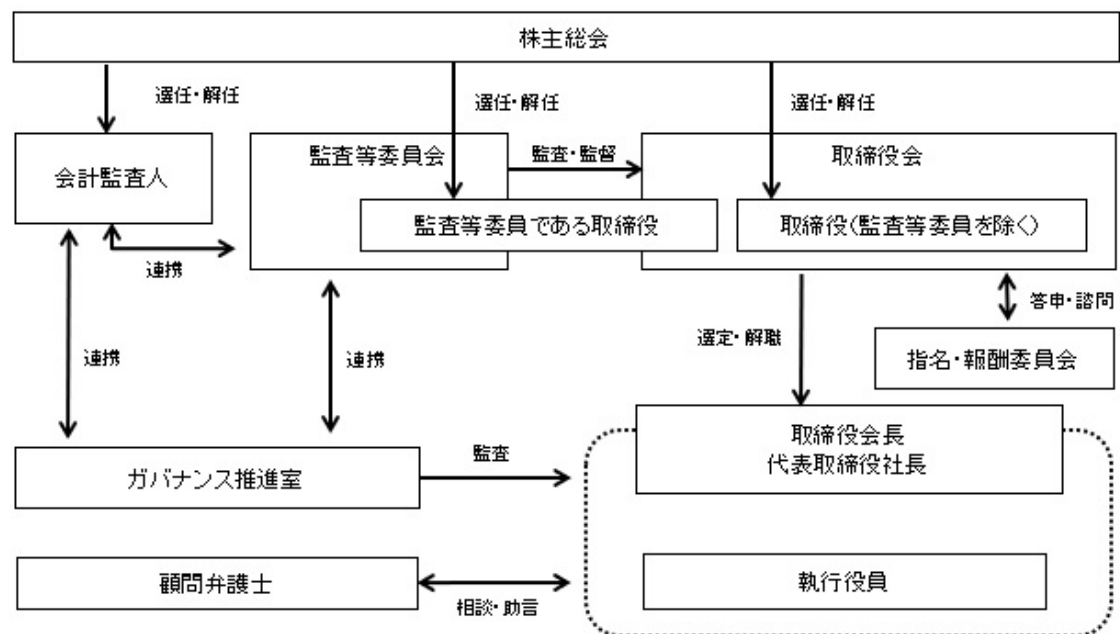 株主総会
選任・解任
選任・解任
選任・解任
会計監査人
監査等委員会
監査・監督
取締役会
監査等委員である取締役
取締役(監査等委員を除く)
連携
連携
連携
選定・解職
答申・諮問
指名・報酬委員会
取締役会長
代表取締役社長
ガバナンス推進室
監査
顧問弁護士
相談・助言
執行役員